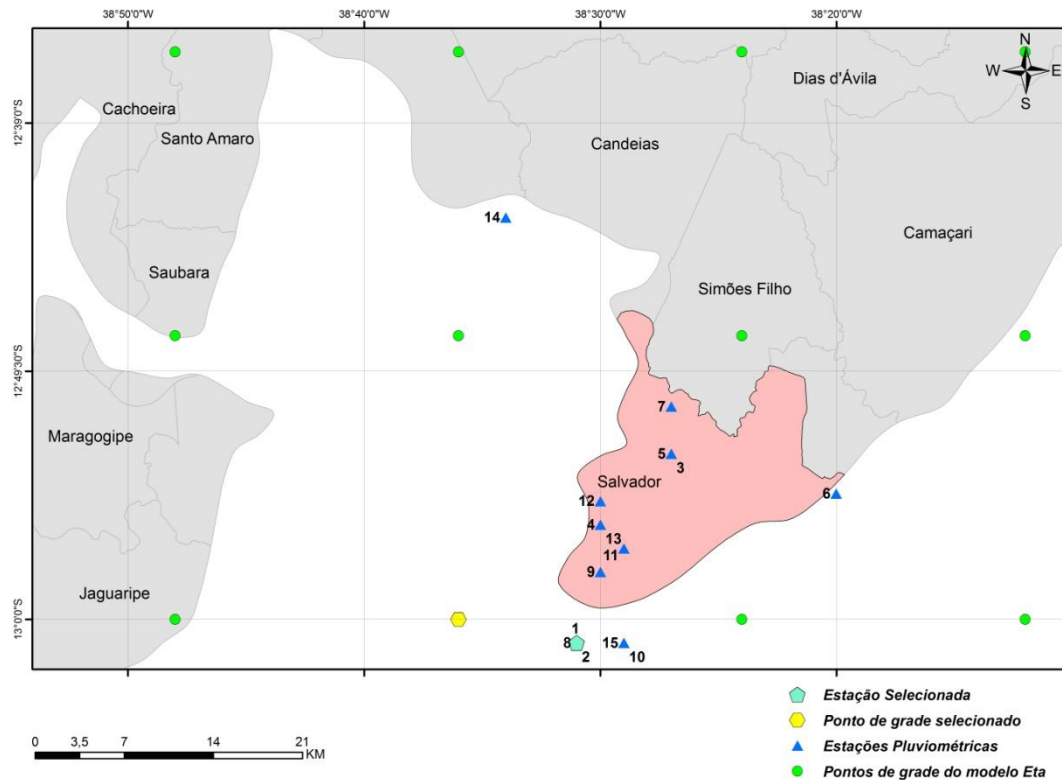 38°50'0"W
38°40'0"W
38°30'0"W
38°20'0"W
N
W E
S
Dias d'Ávila
Cachoeira
12°39'0"S
Santo Amaro
Candeias
14
Camaçari
Saubara
Simões Filho
12°49'30"S
7
Maragogipe
5
3
Salvador
6
12
4
13
11
9
Jaguaripe
13°0'0"S
1
8
2
15
10
Estação Selecionada
Ponto de grade selecionado
Estações Pluviométricas
Pontos de grade do modelo Eta
0 3,5 7 14 21
KM